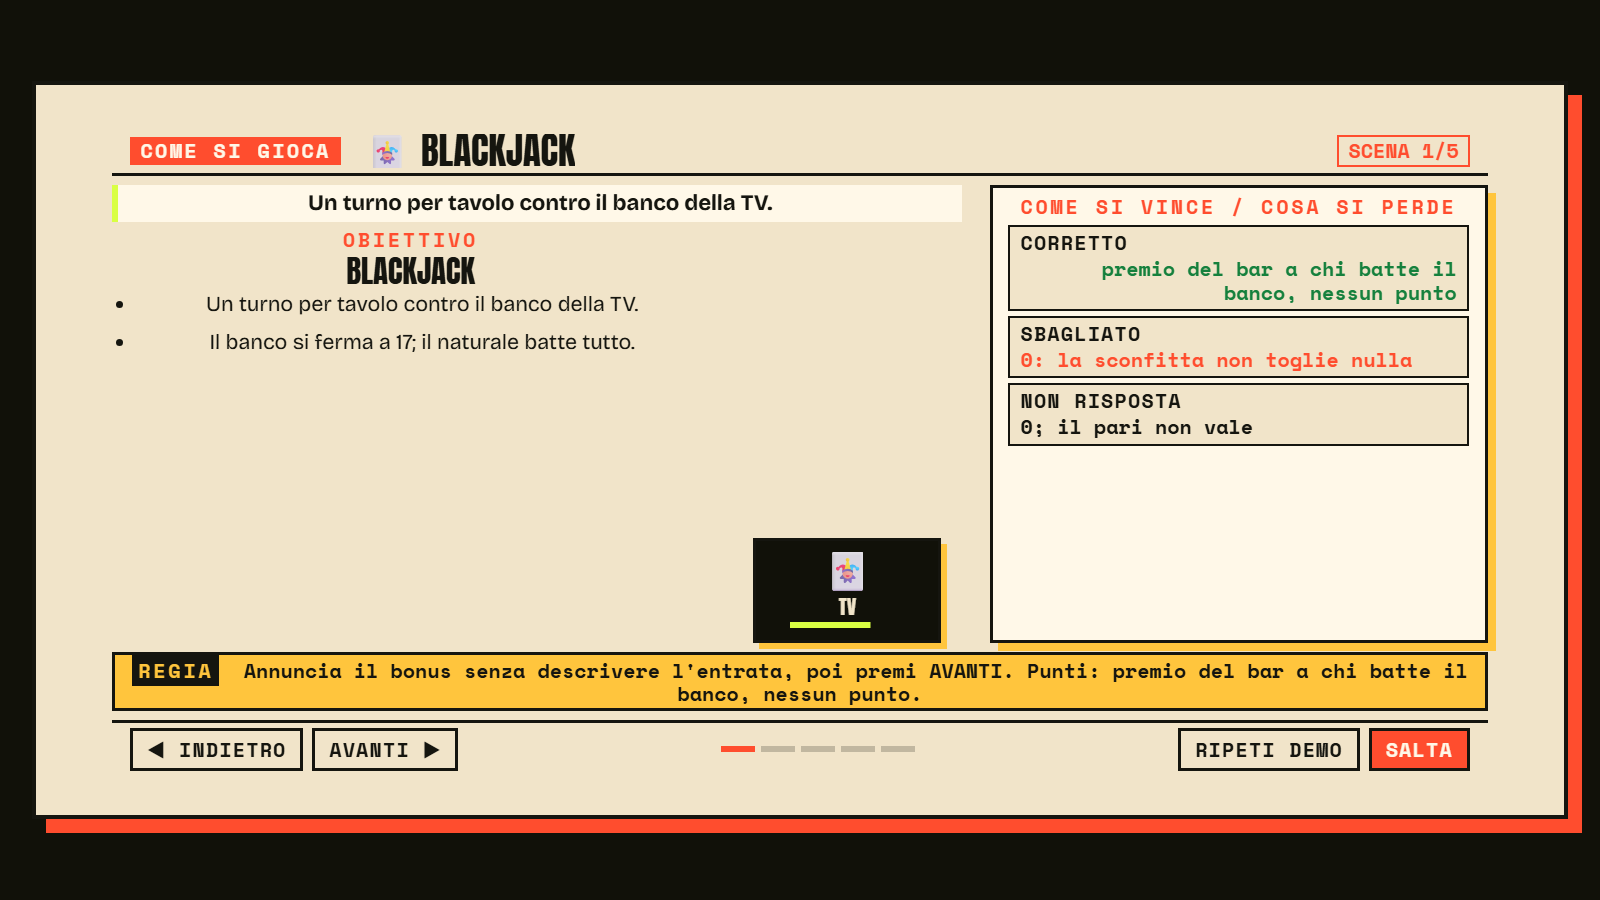 COME SI GIOCA
BLACKJACK
SCENA 1/5
Un turno per tavolo contro il banco della TV.
OBIETTIVO
BLACKJACK
• Un turno per tavolo contro il banco della TV.
• Il banco si ferma a 17; il naturale batte tutto.
TV
COME SI VINCE / COSA SI PERDE
CORRETTO
premio del bar a chi batte il
banco, nessun punto
SBAGLIATO
0: la sconfitta non toglie nulla
NON RISPOSTA
0; il pari non vale
REGIA Annuncia il bonus senza descrivere l'entrata, poi premi AVANTI. Punti: premio del bar a chi batte il
banco, nessun punto.
◀ INDIETRO
AVANTI ▶
RIPETI DEMO
SALTA